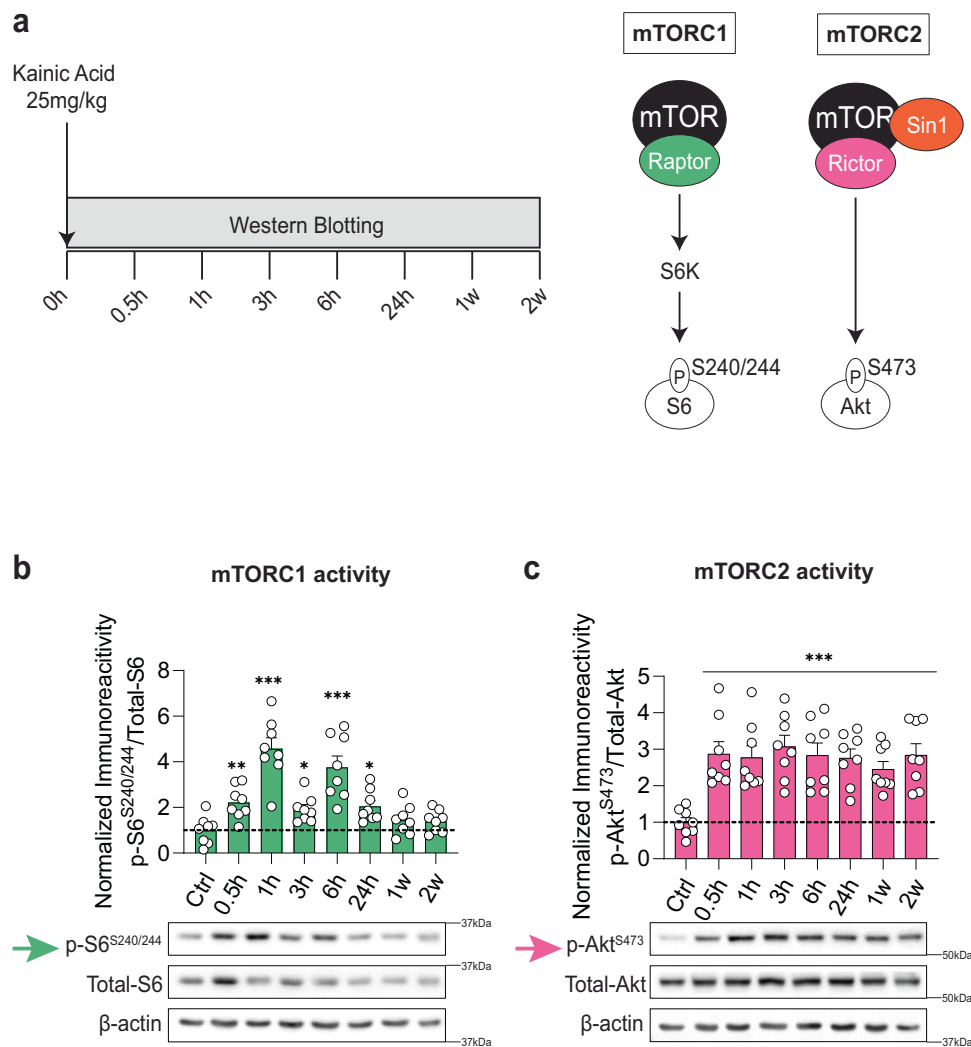 a
Kainic Acid
25mg/kg
Western Blotting
0h 0.5h 1h 3h 6h 24h 1w 2w
mTORC1
mTOR
Raptor
S6K
S240/244
P
S6
mTORC2
mTOR
Sin1
Rictor
S473
P
Akt
b
mTORC1 activity
Normalized Immunoreacitivity
p-S6S240/244/Total-S6
8
6
4
2
0
** *** * *** *
Ctrl 0.5h 1h 3h 6h 24h 1w 2w
p-S6S240/244
37kDa
Total-S6
37kDa
β-actin
37kDa
c
mTORC2 activity
Normalized Immunoreactivity
p-AktS473/Total-Akt
5
4
3
2
1
0
***
Ctrl 0.5h 1h 3h 6h 24h 1w 2w
p-AktS473
50kDa
Total-Akt
50kDa
β-actin
37kDa